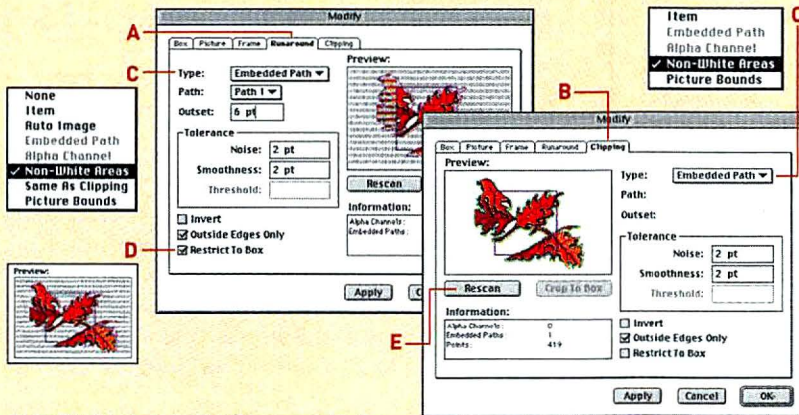 A
Modify
Box Picture Frame Runaround Clipping
C
Type: Embedded Path
Path: Path 1
Outset: 6 pt
Tolerance
Noise: 2 pt
Smoothness: 2 pt
Threshold:
Invert
Outside Edges Only
D
Restrict To Box
Preview:
Rescan
Information:
Alpha Channels:
Embedded Paths:
Apply
None
Item
Auto Image
Embedded Path
Alpha Channel
✓ Non-White Areas
Same As Clipping
Picture Bounds
Preview:
Item
Embedded Path
Alpha Channel
✓ Non-White Areas
Picture Bounds
C
B
Modify
Box Picture Frame Runaround Clipping
Preview:
E
Rescan
Crop To Box
Information:
Alpha Channels: 0
Embedded Paths: 1
Points: 419
Type: Embedded Path
Path:
Outset:
Tolerance
Noise: 2 pt
Smoothness: 2 pt
Threshold:
Invert
Outside Edges Only
Restrict To Box
Apply
Cancel
OK